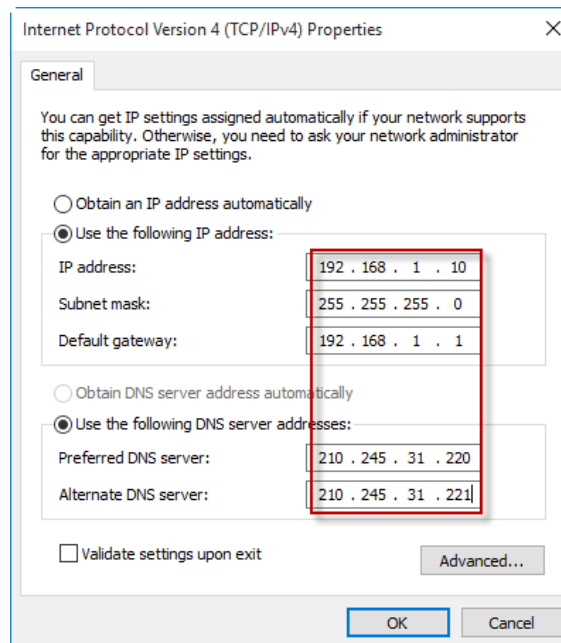 Internet Protocol Version 4 (TCP/IPv4) Properties
General
You can get IP settings assigned automatically if your network supports
this capability. Otherwise, you need to ask your network administrator
for the appropriate IP settings.
Obtain an IP address automatically
Use the following IP address:
IP address: 192 . 168 . 1 . 10
Subnet mask: 255 . 255 . 255 . 0
Default gateway: 192 . 168 . 1 . 1
Obtain DNS server address automatically
Use the following DNS server addresses:
Preferred DNS server: 210 . 245 . 31 . 220
Alternate DNS server: 210 . 245 . 31 . 221
Validate settings upon exit
Advanced...
OK Cancel